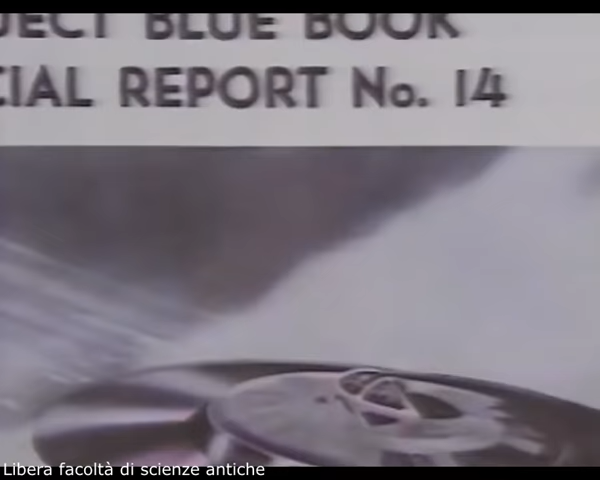 JECT BLUE BOOK
CIAL REPORT No. 14
Libera facoltà di scienze antiche